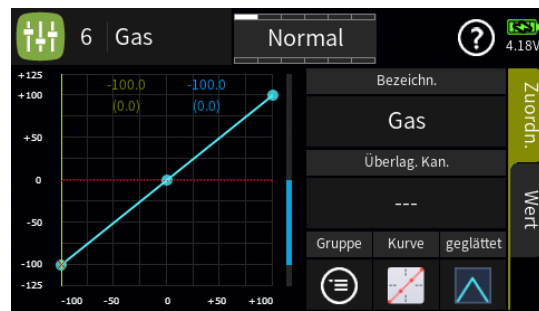 6 Gas Normal ? 4.18V
+125
+100
+50
0
-50
-100
-125
-100.0 -100.0
(0.0) (0.0)
-100 -50 0 +50 +100
Bezeichn.
Gas
Überlag. Kan.
---
Gruppe Kurve geglättet
Zuordn.
Wert